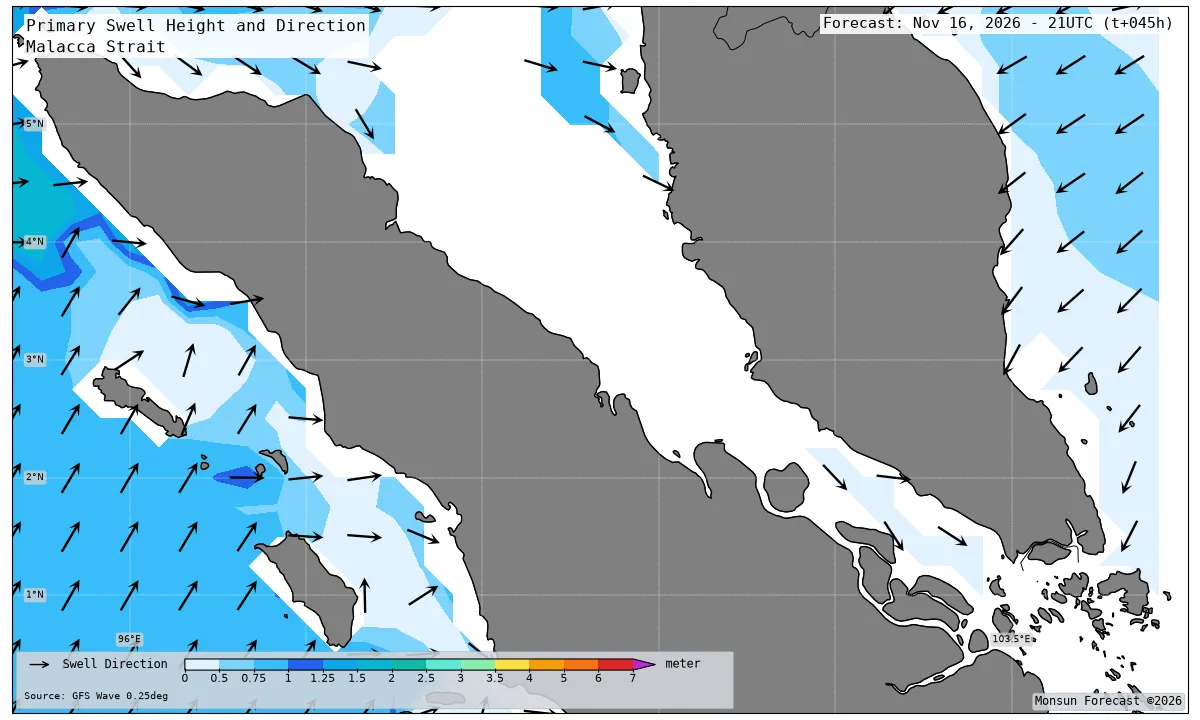 Primary Swell Height and Direction
Malacca Strait
Forecast: Nov 16, 2026 - 21UTC (t+045h)
5°N
4°N
3°N
2°N
1°N
96°E
103.5°E
Swell Direction
meter
0 0.5 0.75 1 1.25 1.5 2 2.5 3 3.5 4 5 6 7
Source: GFS Wave 0.25deg
Monsun Forecast ©2026